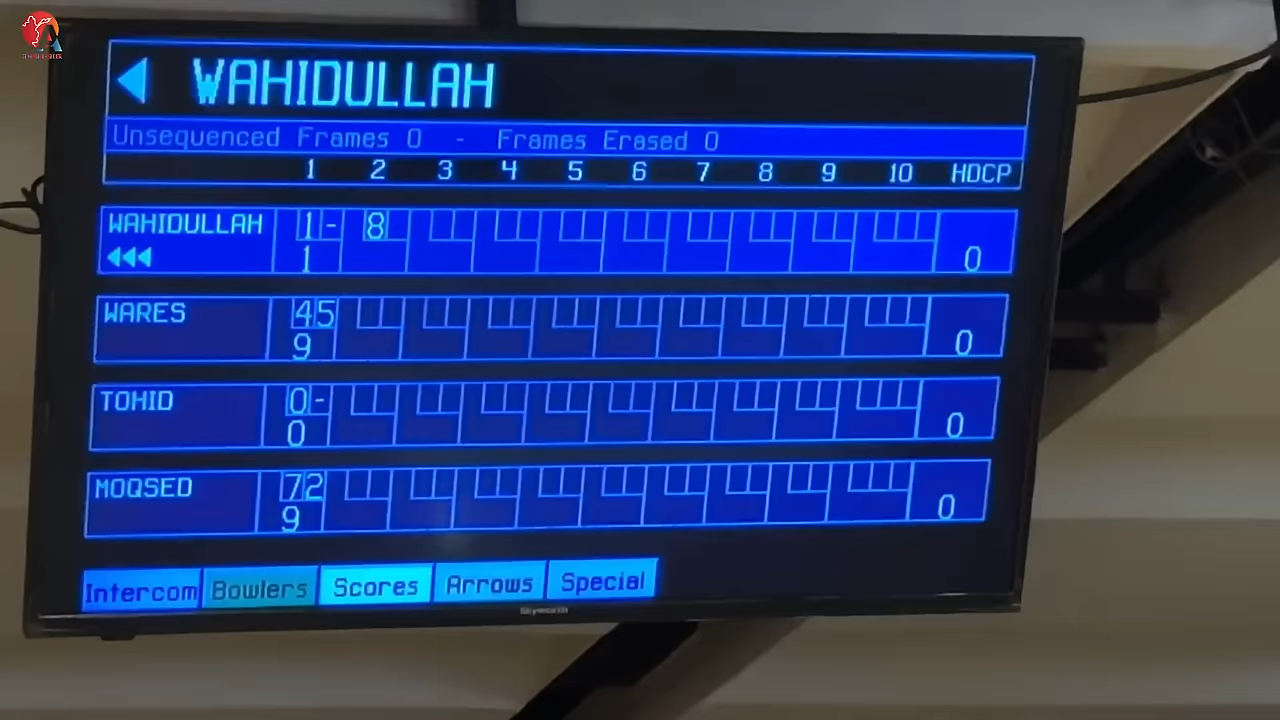 WAHIDULLAH
Unsequenced Frames 0 - Frames Erased 0
1 2 3 4 5 6 7 8 9 10 HDCP
WAHIDULLAH 1 - 8
1 0
WARES 4 5
9 0
TOHID 0 -
0 0
MOQSED 7 2
9 0
Intercom Bowlers Scores Arrows Special
Skyworth